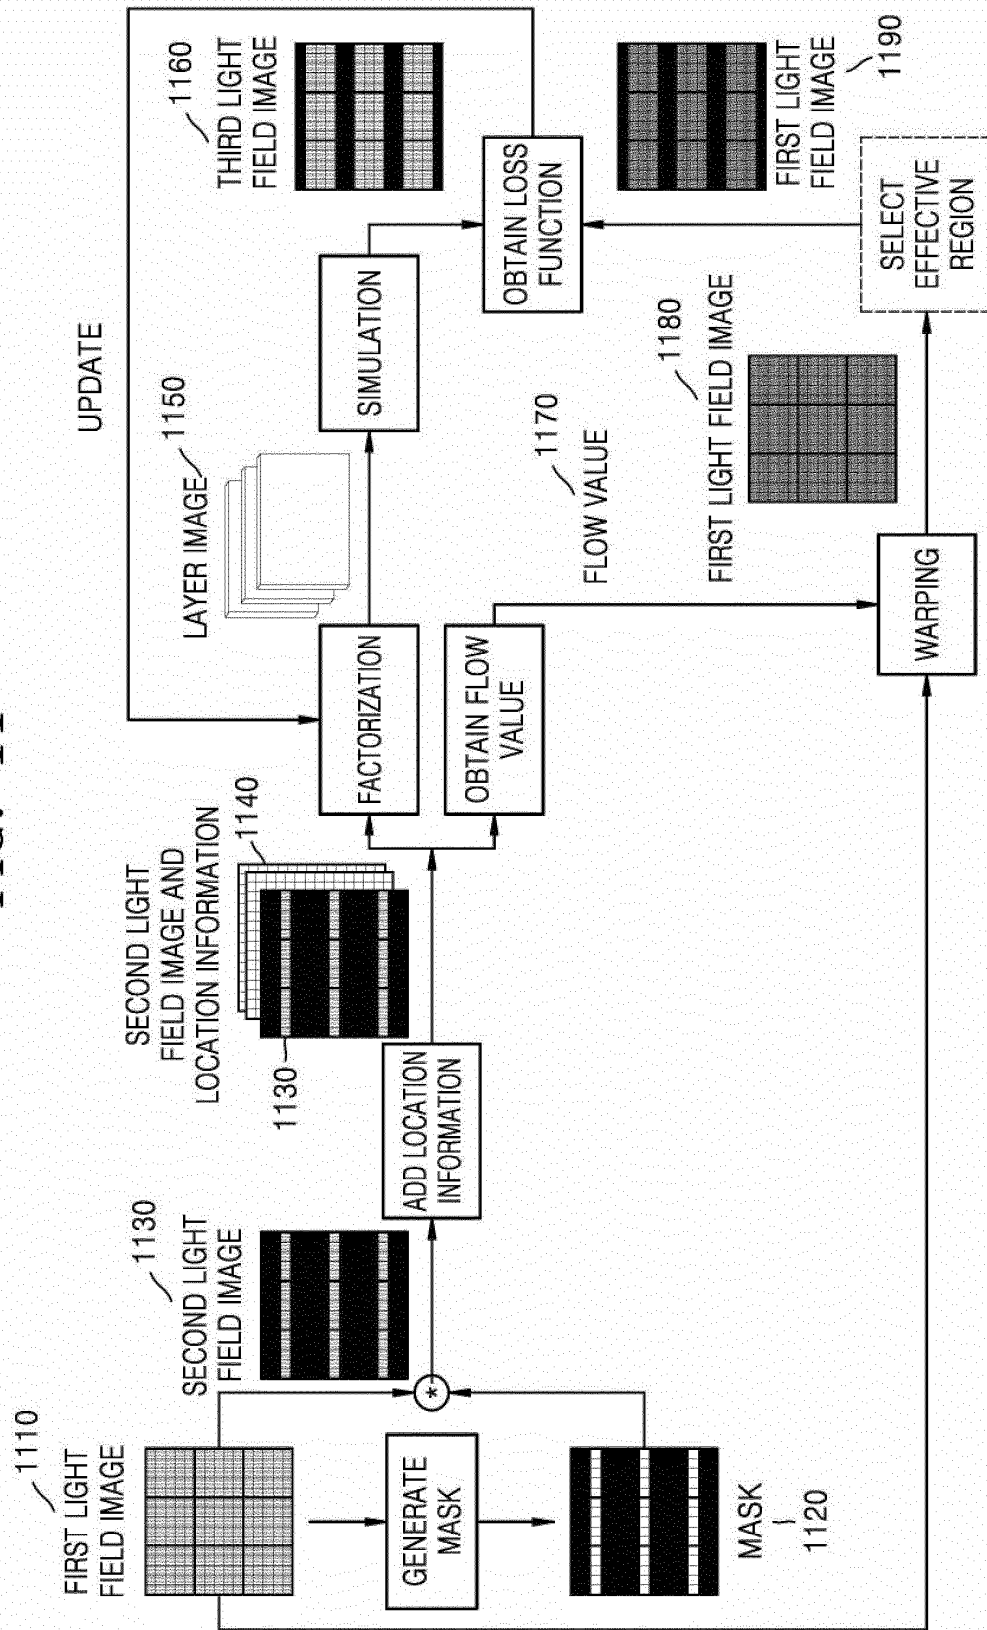 1110
FIRST LIGHT
FIELD IMAGE
GENERATE
MASK
MASK
1120
*
1130
SECOND LIGHT
FIELD IMAGE
ADD LOCATION
INFORMATION
SECOND LIGHT
FIELD IMAGE AND
LOCATION INFORMATION
1140
1130
FACTORIZATION
OBTAIN FLOW
VALUE
UPDATE
LAYER IMAGE
1150
SIMULATION
1160
THIRD LIGHT
FIELD IMAGE
OBTAIN LOSS
FUNCTION
1170
FLOW VALUE
WARPING
1180
FIRST LIGHT FIELD IMAGE
SELECT
EFFECTIVE
REGION
FIRST LIGHT
FIELD IMAGE
1190